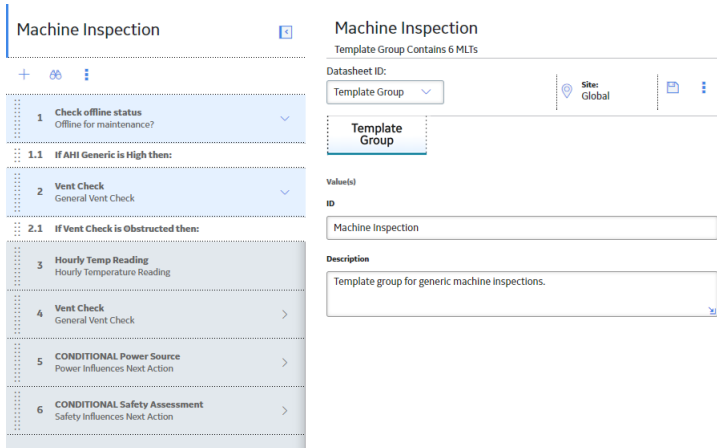 Machine Inspection
1
Check offline status
Offline for maintenance?
1.1 If AHI Generic is High then:
2
Vent Check
General Vent Check
2.1 If Vent Check is Obstructed then:
3
Hourly Temp Reading
Hourly Temperature Reading
4
Vent Check
General Vent Check
5
CONDITIONAL Power Source
Power Influences Next Action
6
CONDITIONAL Safety Assessment
Safety Influences Next Action
Machine Inspection
Template Group Contains 6 MLTs
Datasheet ID:
Template Group
Site:
Global
Template
Group
Value(s)
ID
Machine Inspection
Description
Template group for generic machine inspections.